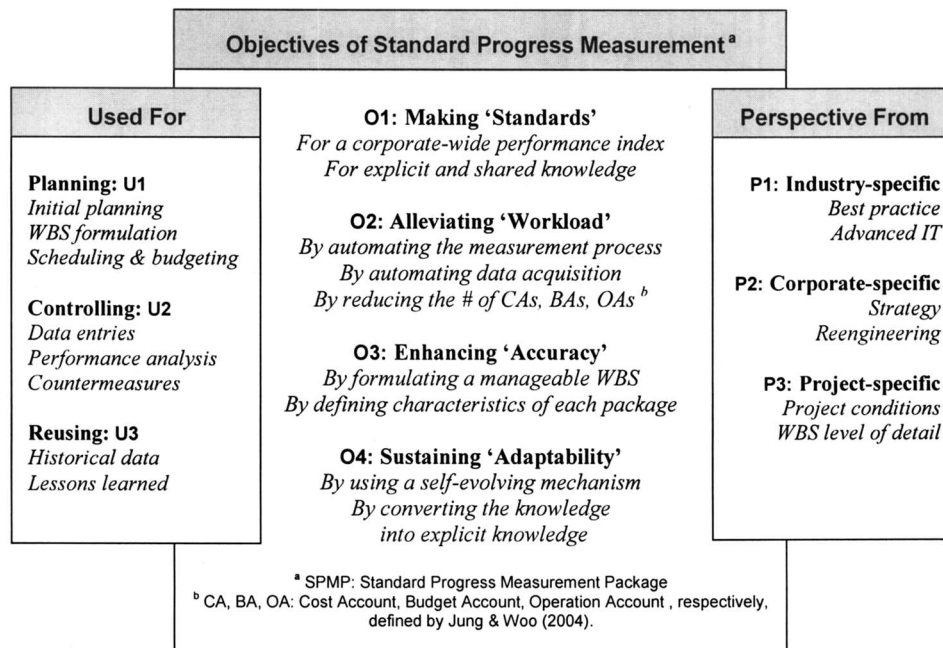 Objectives of Standard Progress Measurement a
Used For
Planning: U1
Initial planning
WBS formulation
Scheduling & budgeting
Controlling: U2
Data entries
Performance analysis
Countermeasures
Reusing: U3
Historical data
Lessons learned
O1: Making ‘Standards’
For a corporate-wide performance index
For explicit and shared knowledge
O2: Alleviating ‘Workload’
By automating the measurement process
By automating data acquisition
By reducing the # of CAs, BAs, OAs b
O3: Enhancing ‘Accuracy’
By formulating a manageable WBS
By defining characteristics of each package
O4: Sustaining ‘Adaptability’
By using a self-evolving mechanism
By converting the knowledge
into explicit knowledge
Perspective From
P1: Industry-specific
Best practice
Advanced IT
P2: Corporate-specific
Strategy
Reengineering
P3: Project-specific
Project conditions
WBS level of detail
a SPMP: Standard Progress Measurement Package
b CA, BA, OA: Cost Account, Budget Account, Operation Account , respectively,
defined by Jung & Woo (2004).